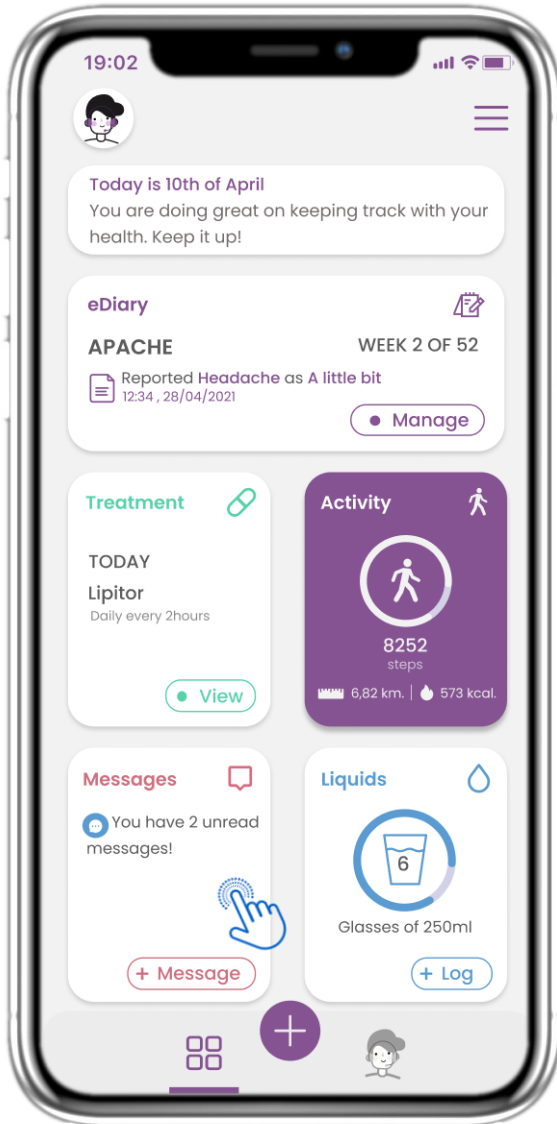 19:02
Today is 10th of April
You are doing great on keeping track with your
health. Keep it up!
eDiary
APACHE
WEEK 2 OF 52
Reported Headache as A little bit
12:34 , 28/04/2021
Manage
Treatment
TODAY
Lipitor
Daily every 2hours
View
Activity
8252
steps
6,82 km. | 573 kcal.
Messages
You have 2 unread
messages!
+ Message
Liquids
6
Glasses of 250ml
+ Log